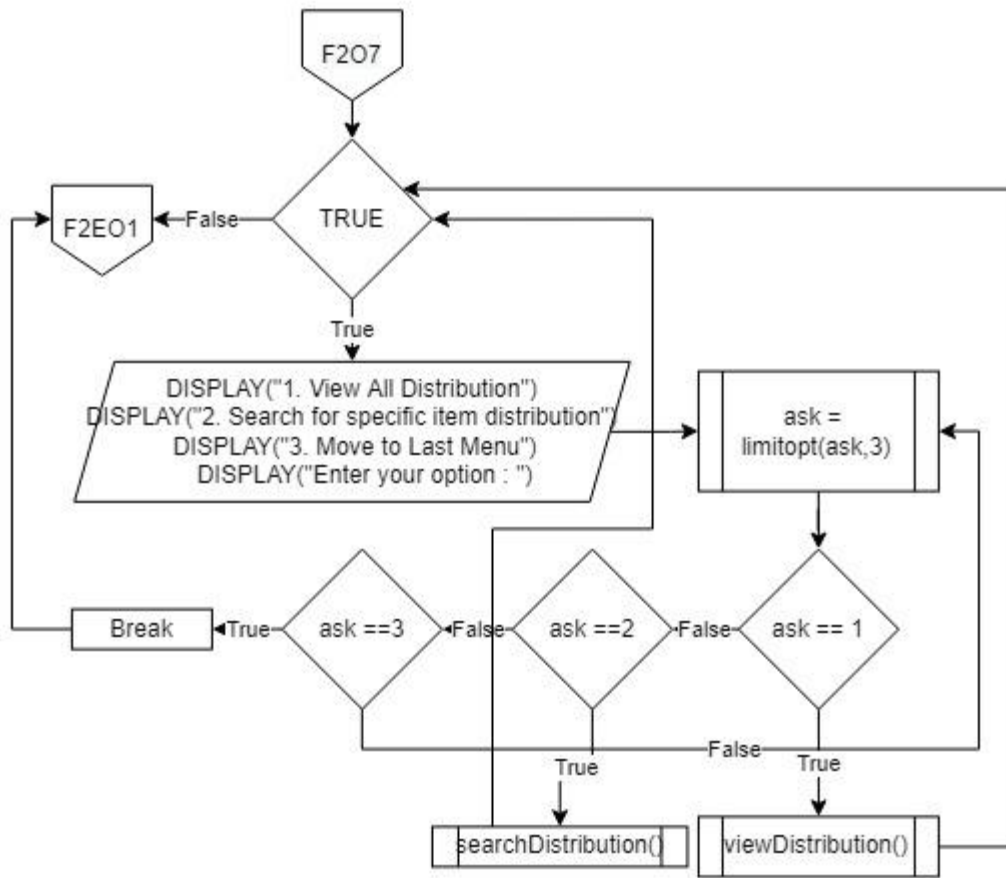 F2O7
TRUE
False
F2EO1
True
DISPLAY("1. View All Distribution")
DISPLAY("2. Search for specific item distribution")
DISPLAY("3. Move to Last Menu")
DISPLAY("Enter your option : ")
ask =
limitopt(ask,3)
Break
True
ask ==3
False
ask ==2
False
ask == 1
False
True
True
searchDistribution()
viewDistribution()